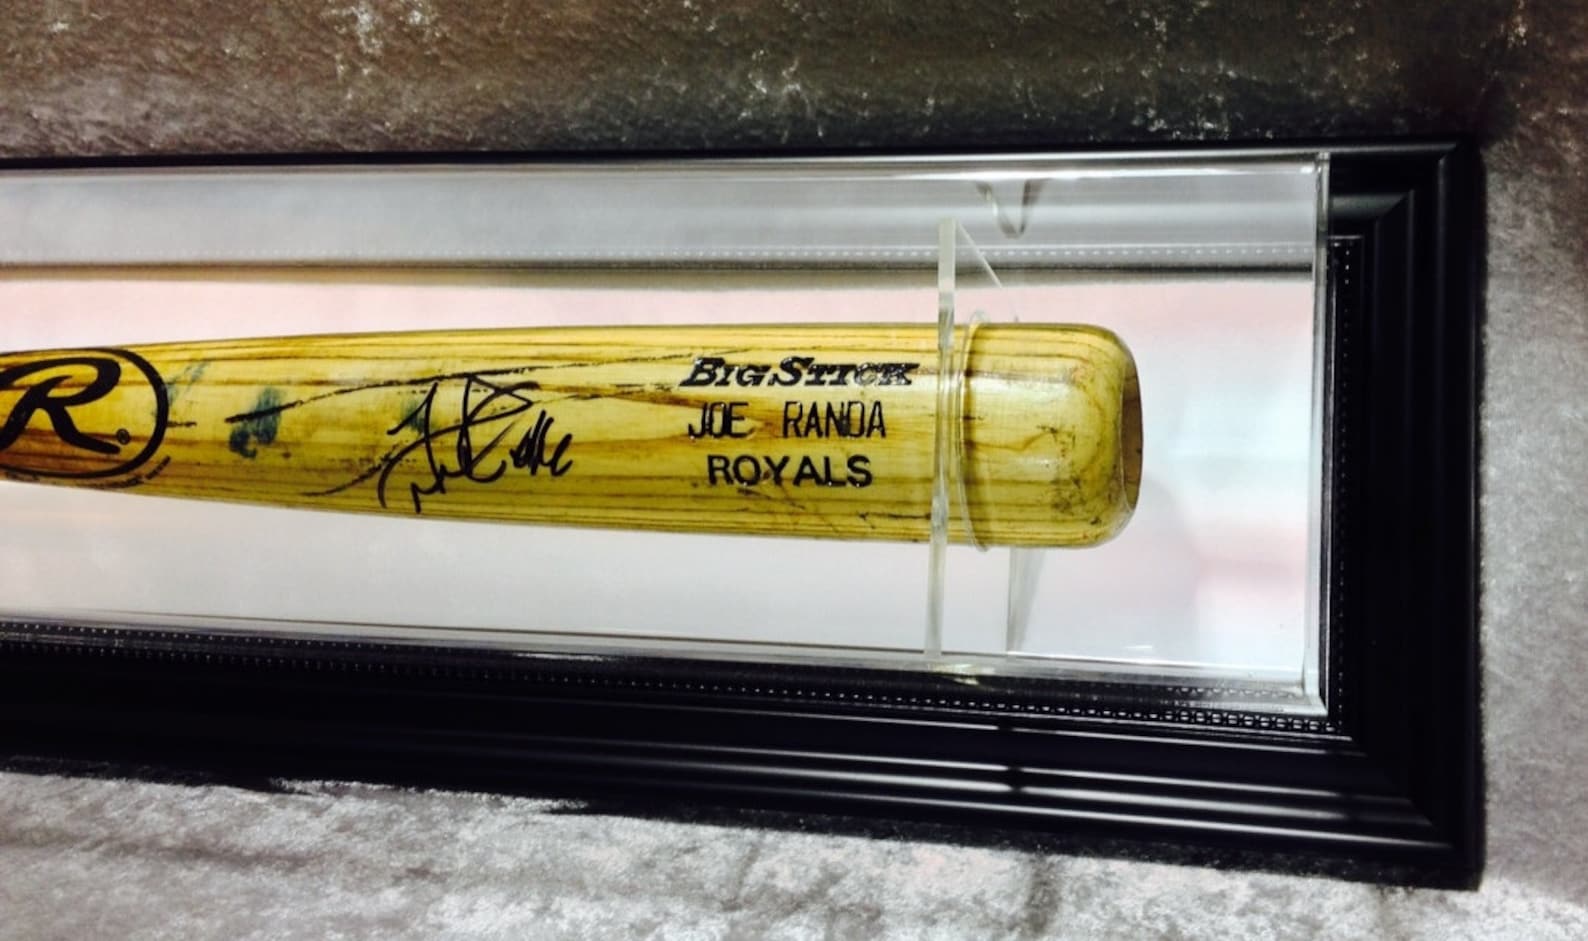 R®
BIG STICK
JOE RANDA
ROYALS